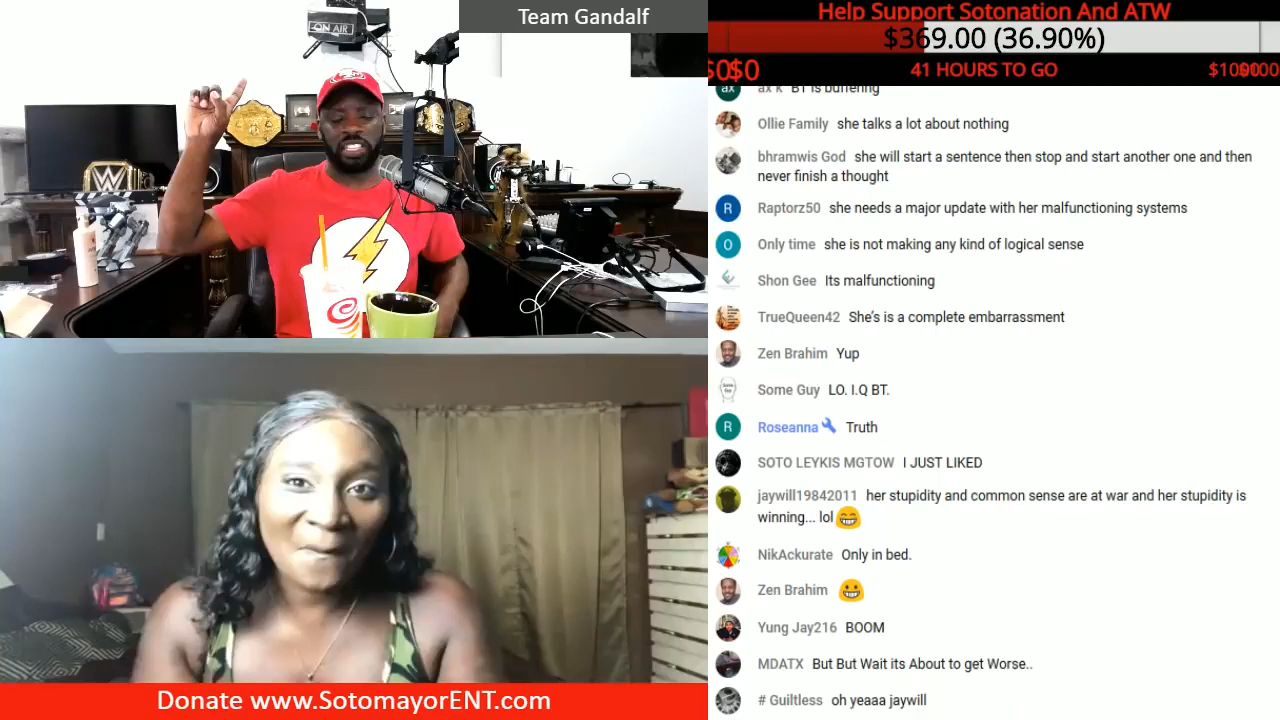 Team Gandalf
ON AIR
W
Donate www.SotomayorENT.com
Help Support Sotonation And ATW
$369.00 (36.90%)
41 HOURS TO GO
ax k BT is buffering
Ollie Family she talks a lot about nothing
bhramwis God she will start a sentence then stop and start another one and then
never finish a thought
R Raptorz50 she needs a major update with her malfunctioning systems
O Only time she is not making any kind of logical sense
Shon Gee Its malfunctioning
TrueQueen42 She's is a complete embarrassment
Zen Brahim Yup
Some Guy LO. I.Q BT.
R Roseanna Truth
SOTO LEYKIS MGTOW I JUST LIKED
jaywill19842011 her stupidity and common sense are at war and her stupidity is
winning... lol😁
NikAckurate Only in bed.
Zen Brahim 😀
Yung Jay216 BOOM
MDATX But But Wait its About to get Worse..
# Guiltless oh yeaaa jaywill